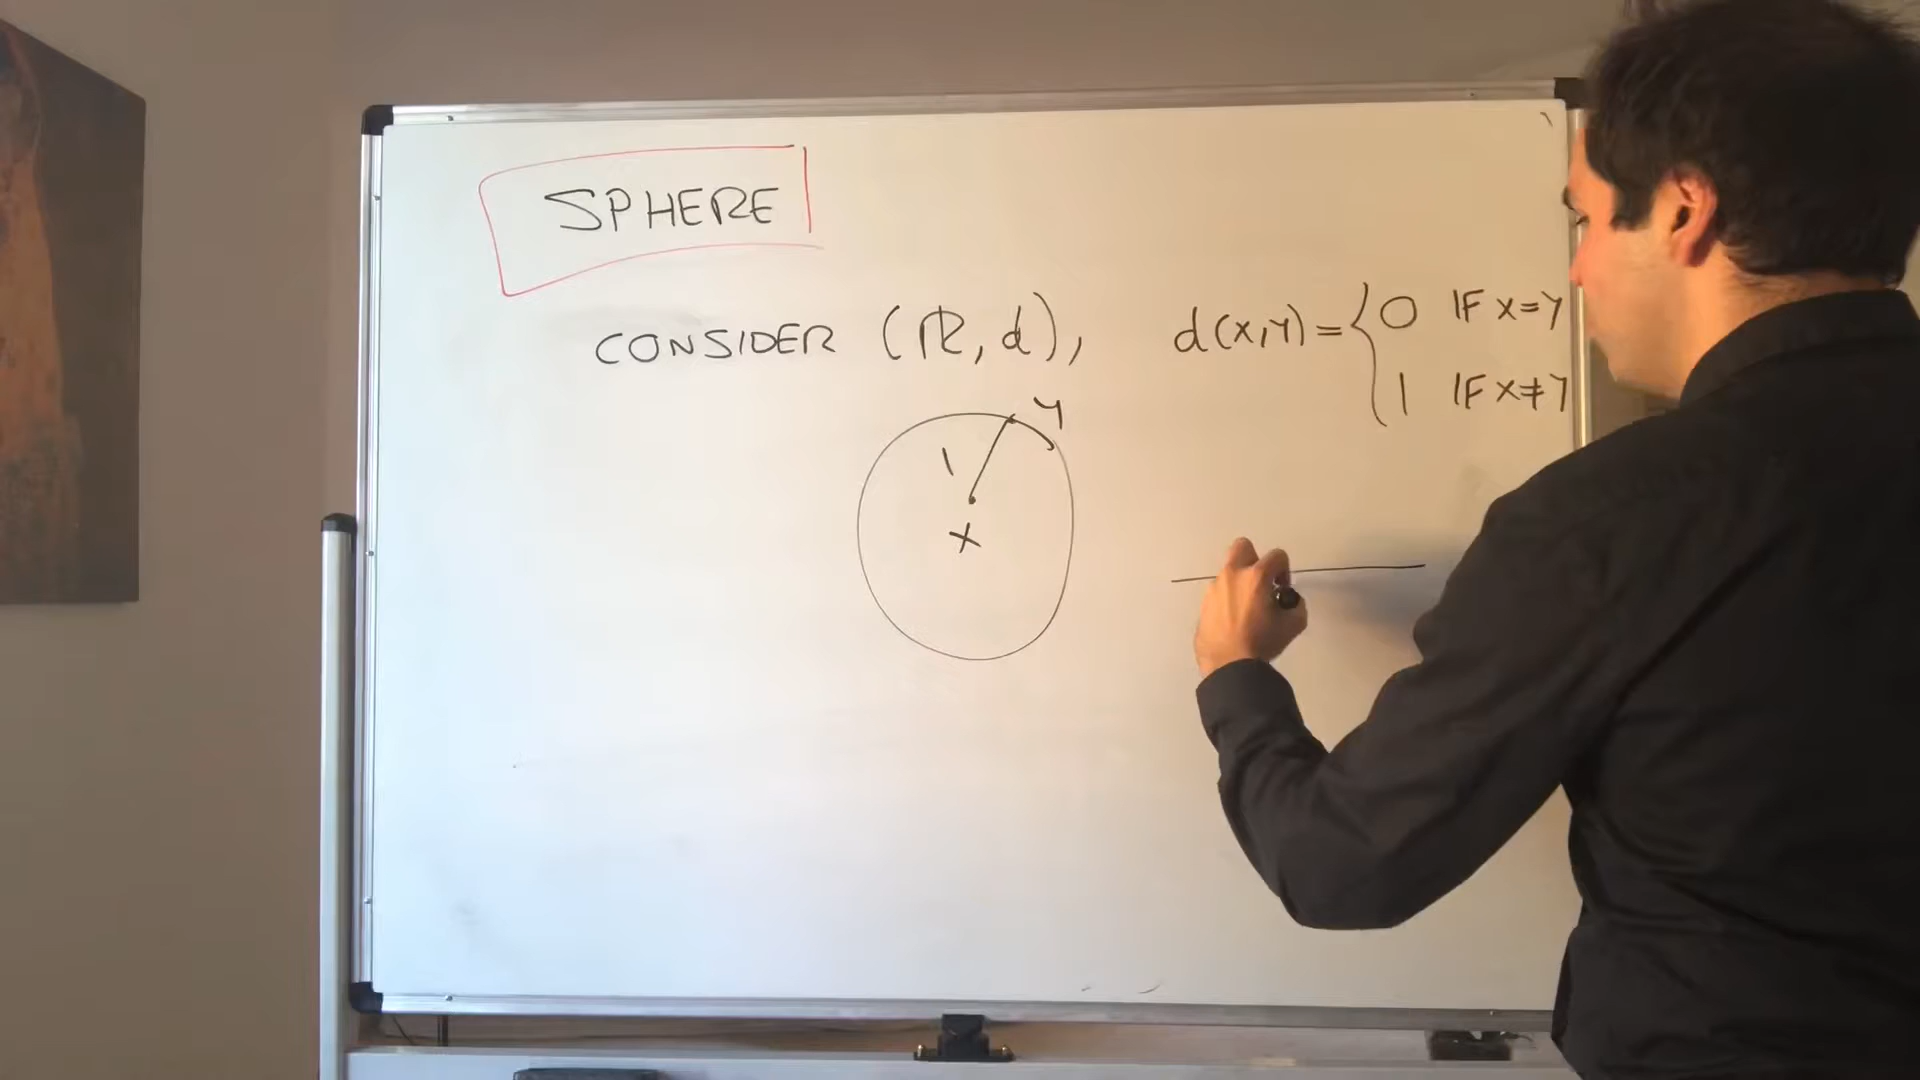 SPHERE
CONSIDER (ℝ, d), d(x,y) = { 0 IF x=y
1 IF x≠y
y
1
x